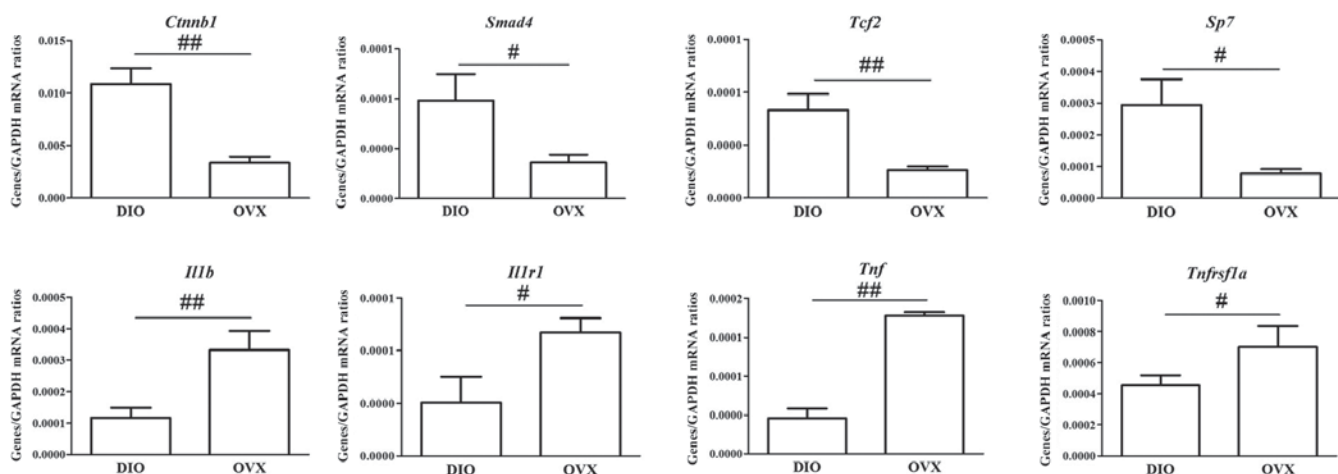 Ctnnb1
Genes/GAPDH mRNA ratios
0.015
0.010
0.005
0.000
##
DIO
OVX
Smad4
Genes/GAPDH mRNA ratios
0.0001
0.0001
0.0000
0.0000
#
DIO
OVX
Tcf2
Genes/GAPDH mRNA ratios
0.0001
0.0001
0.0000
0.0000
##
DIO
OVX
Sp7
Genes/GAPDH mRNA ratios
0.0005
0.0004
0.0003
0.0002
0.0001
0.0000
#
DIO
OVX
Il1b
Genes/GAPDH mRNA ratios
0.0005
0.0004
0.0003
0.0002
0.0001
0.0000
##
DIO
OVX
Il1r1
Genes/GAPDH mRNA ratios
0.0001
0.0001
0.0000
0.0000
#
DIO
OVX
Tnf
Genes/GAPDH mRNA ratios
0.0002
0.0001
0.0001
0.0000
0.0000
##
DIO
OVX
Tnfrsf1a
Genes/GAPDH mRNA ratios
0.0010
0.0008
0.0006
0.0004
0.0002
0.0000
#
DIO
OVX